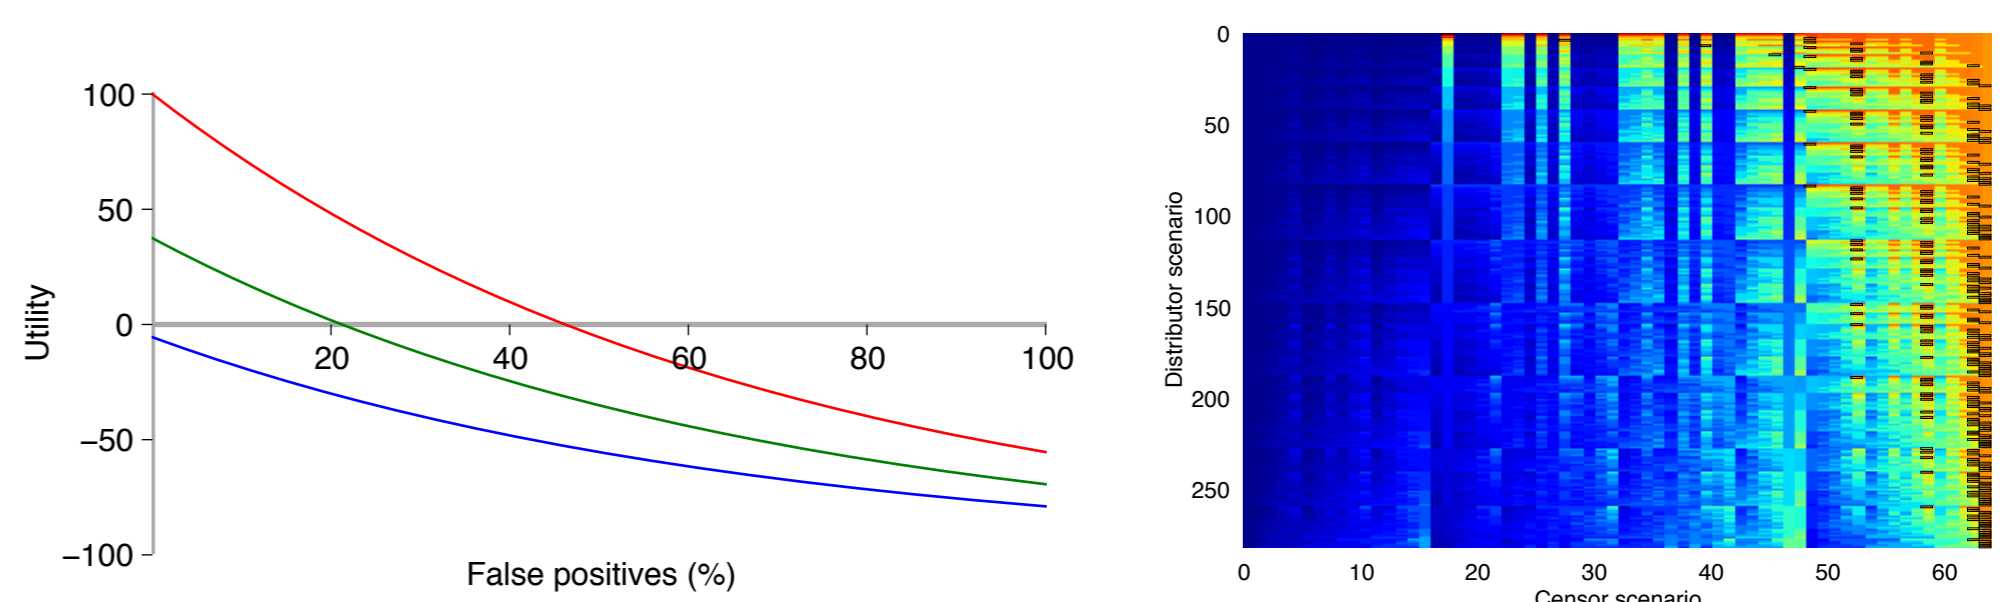 100
50
0
−50
−100
Utility
20 40 60 80 100
False positives (%)
0
50
100
150
200
250
Distributor scenario
0 10 20 30 40 50 60
Censor scenario